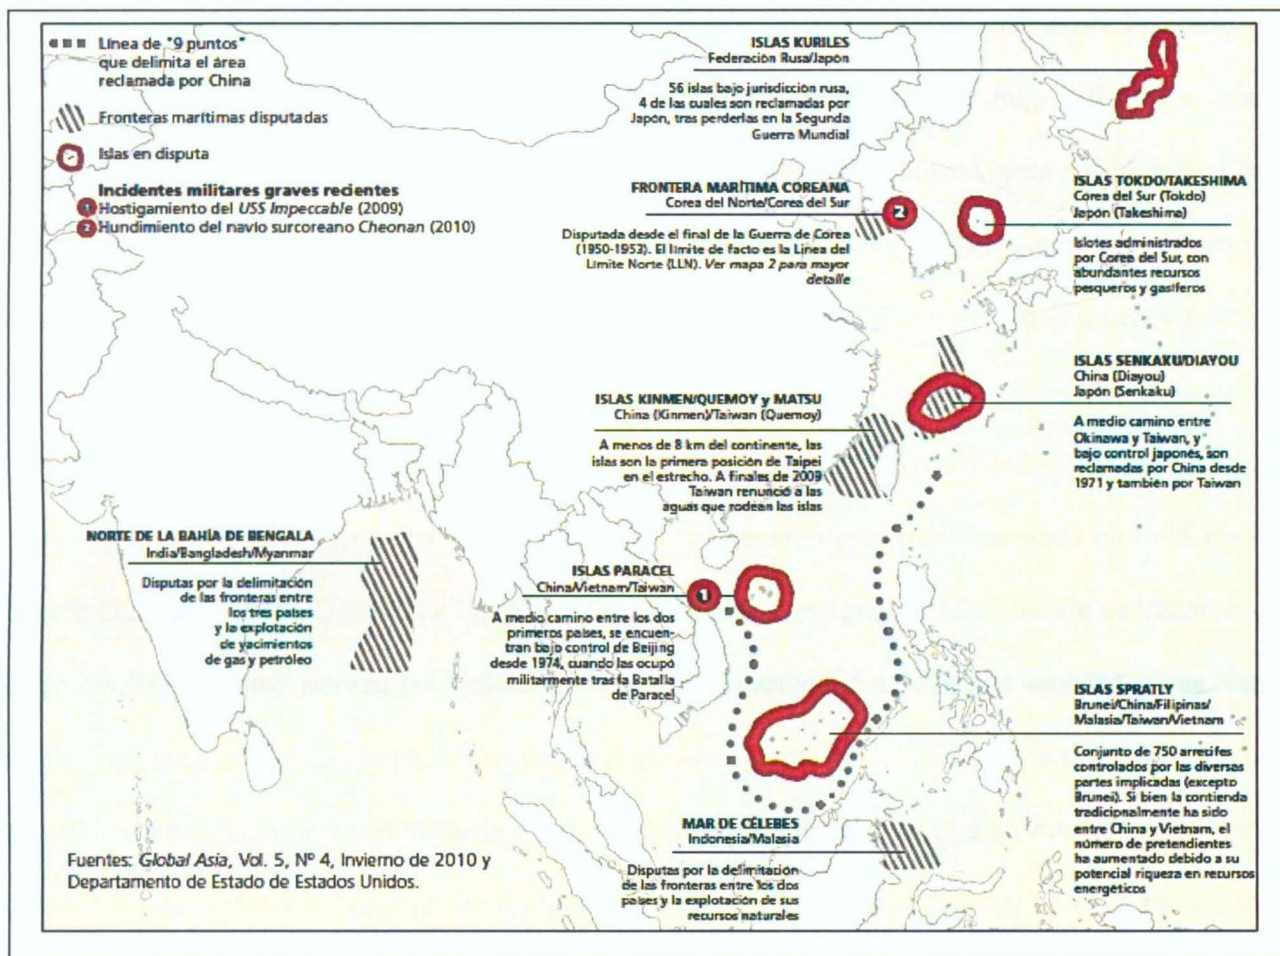 Línea de "9 puntos"
que delimita el área
reclamada por China
Fronteras marítimas disputadas
Islas en disputa
Incidentes militares graves recientes
1 Hostigamiento del USS Impeccable (2009)
2 Hundimiento del navío surcoreano Cheonan (2010)
ISLAS KURILES
Federación Rusa/Japón
56 islas bajo jurisdicción rusa,
4 de las cuales son reclamadas por
Japón, tras perderlas en la Segunda
Guerra Mundial
FRONTERA MARÍTIMA COREANA
Corea del Norte/Corea del Sur
Disputada desde el final de la Guerra de Corea
(1950-1953). El límite de facto es la Línea del
Límite Norte (LLN). Ver mapa 2 para mayor
detalle
2
ISLAS TOKDO/TAKESHIMA
Corea del Sur (Tokdo)
Japón (Takeshima)
Islotes administrados
por Corea del Sur, con
abundantes recursos
pesqueros y gasíferos
ISLAS SENKAKU/DIAYOU
China (Diayou)
Japón (Senkaku)
A medio camino entre
Okinawa y Taiwan, y
bajo control japonés, son
reclamadas por China desde
1971 y también por Taiwan
ISLAS KINMEN/QUEMOY y MATSU
China (Kinmen)/Taiwan (Quemoy)
A menos de 8 km del continente, las
islas son la primera posición de Taipei
en el estrecho. A finales de 2009
Taiwan renunció a las
aguas que rodean las islas
NORTE DE LA BAHÍA DE BENGALA
India/Bangladesh/Myanmar
Disputas por la delimitación
de las fronteras entre
los tres países
y la explotación
de yacimientos
de gas y petróleo
ISLAS PARACEL
China/Vietnam/Taiwan
1
A medio camino entre los dos
primeros países, se encuen-
tran bajo control de Beijing
desde 1974, cuando las ocupó
militarmente tras la Batalla
de Paracel
ISLAS SPRATLY
Brunei/China/Filipinas/
Malasia/Taiwan/Vietnam
Conjunto de 750 arrecifes
controlados por las diversas
partes implicadas (excepto
Brunei). Si bien la contienda
tradicionalmente ha sido
entre China y Vietnam, el
número de pretendientes
ha aumentado debido a su
potencial riqueza en recursos
energéticos
MAR DE CÉLEBES
Indonesia/Malasia
Disputas por la delimitación
de las fronteras entre los dos
países y la explotación de sus
recursos naturales
Fuentes: Global Asia, Vol. 5, Nº 4, Invierno de 2010 y
Departamento de Estado de Estados Unidos.